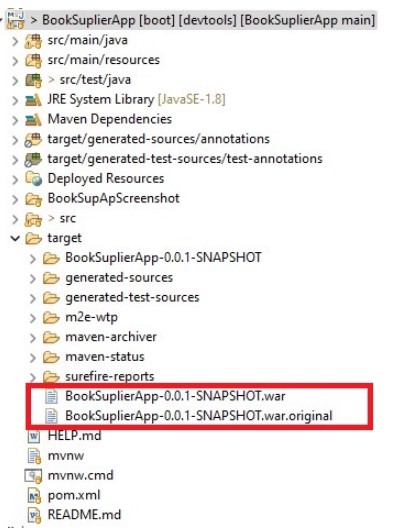 > BookSuplierApp [boot] [devtools] [BookSuplierApp main]
> src/main/java
> src/main/resources
> > src/test/java
> JRE System Library [JavaSE-1.8]
> Maven Dependencies
> target/generated-sources/annotations
> target/generated-test-sources/test-annotations
> Deployed Resources
> BookSupApScreenshot
> > src
target
> BookSuplierApp-0.0.1-SNAPSHOT
> generated-sources
> generated-test-sources
> m2e-wtp
> maven-archiver
> maven-status
> surefire-reports
BookSuplierApp-0.0.1-SNAPSHOT.war
BookSuplierApp-0.0.1-SNAPSHOT.war.original
HELP.md
mvnw
mvnw.cmd
pom.xml
README.md